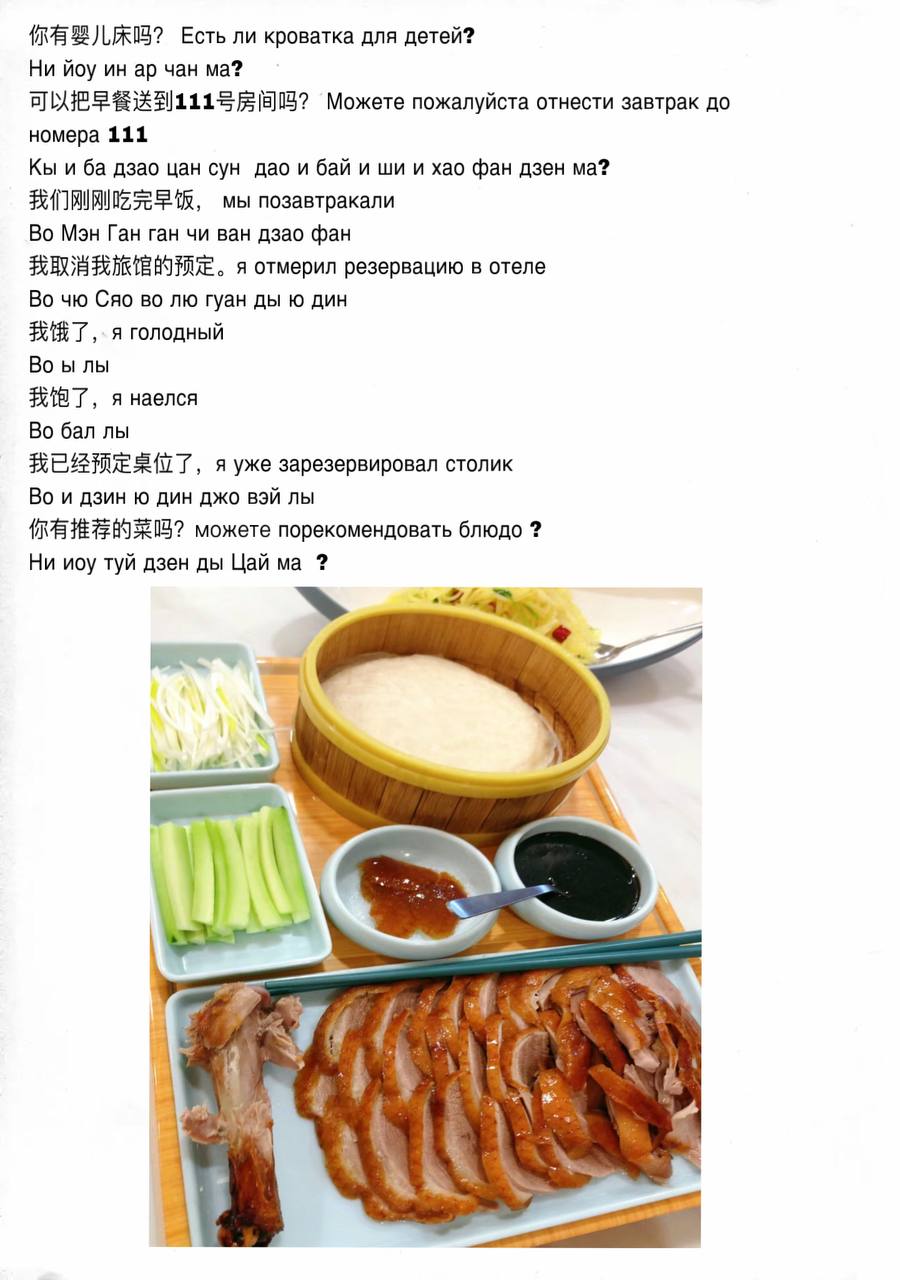 你有婴儿床吗? Есть ли кроватка для детей?
Ни йоу ин ар чан ма?
可以把早餐送到111号房间吗? Можете пожалуйста отнести завтрак до
номера 111
Кы и ба дзао цан сун дао и бай и ши и хао фан дзен ма?
我们刚刚吃完早饭, мы позавтракали
Во Мэн Ган ган чи ван дзао фан
我取消我旅馆的预定。я отмерил резервацию в отеле
Во чю Сяо во лю гуан ды ю дин
我饿了, я голодный
Во ы лы
我饱了, я наелся
Во бал лы
我已经预定桌位了, я уже зарезервировал столик
Во и дзин ю дин джо вэй лы
你有推荐的菜吗? можете порекомендовать блюдо ?
Ни иоу туй дзен ды Цай ма ?